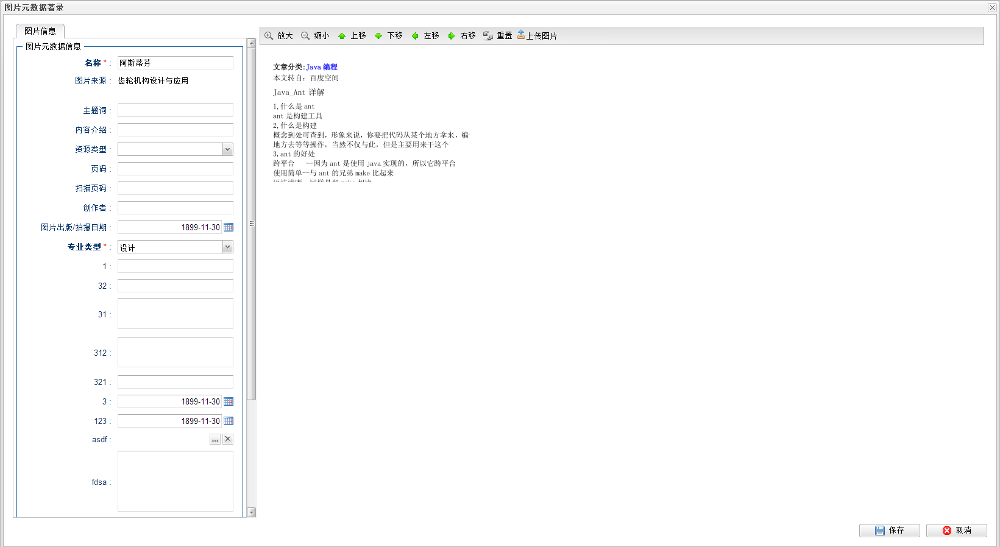 图片元数据著录
图片信息
图片元数据信息
名称 * : 阿斯蒂芬
图片来源 : 齿轮机构设计与应用
主题词 :
内容介绍 :
资源类型 :
页码 :
扫描页码 :
创作者 :
图片出版/拍摄日期 : 1899-11-30
专业类型 * : 设计
1 :
32 :
31 :
312 :
321 :
3 : 1899-11-30
123 : 1899-11-30
asdf : ...
fdsa :
放大 缩小 上移 下移 左移 右移 重置 上传图片
文章分类:Java 编程
本文转自：百度空间
Java_Ant 详解
1,什么是 ant
ant 是构建工具
2,什么是构建
概念到处可查到，形象来说，你要把代码从某个地方拿来，编
地方去等等操作，当然不仅与此，但是主要用来干这个
3,ant 的好处
跨平台 --因为 ant 是使用 java 实现的，所以它跨平台
使用简单--与 ant 的兄弟 make 比起来
保存 取消